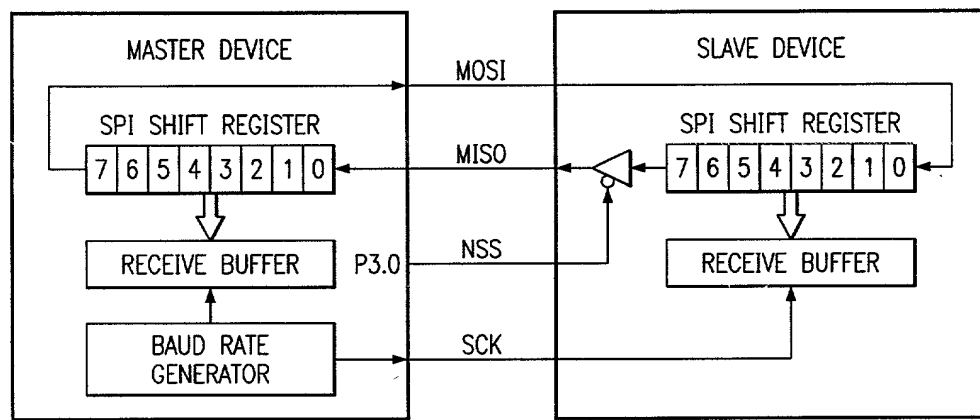 MASTER DEVICE
SLAVE DEVICE
MOSI
SPI SHIFT REGISTER
SPI SHIFT REGISTER
7 6 5 4 3 2 1 0
MISO
7 6 5 4 3 2 1 0
RECEIVE BUFFER
P3.0
NSS
RECEIVE BUFFER
BAUD RATE
GENERATOR
SCK